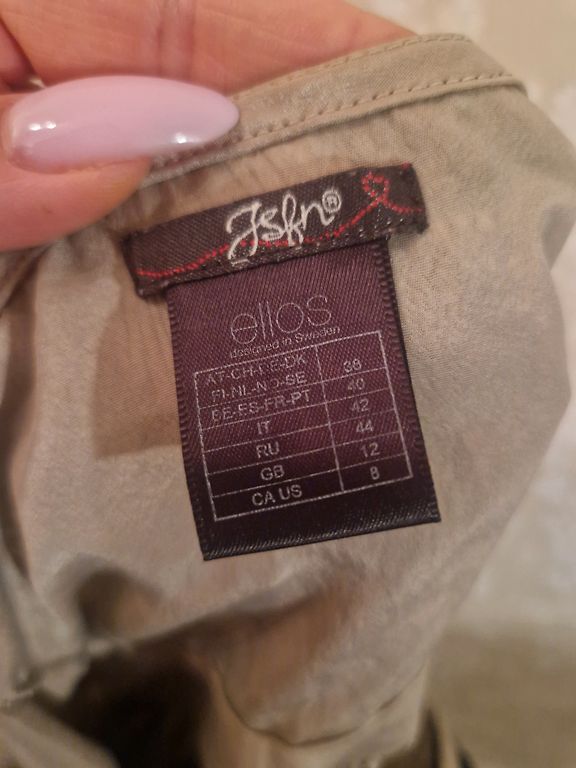 Jsfn®
ellos
designed in Sweden
AT-CH-DE-DK
FI-NL-NO-SE 38
BE-ES-FR-PT 40
IT 42
RU 44
GB 12
CA US 8